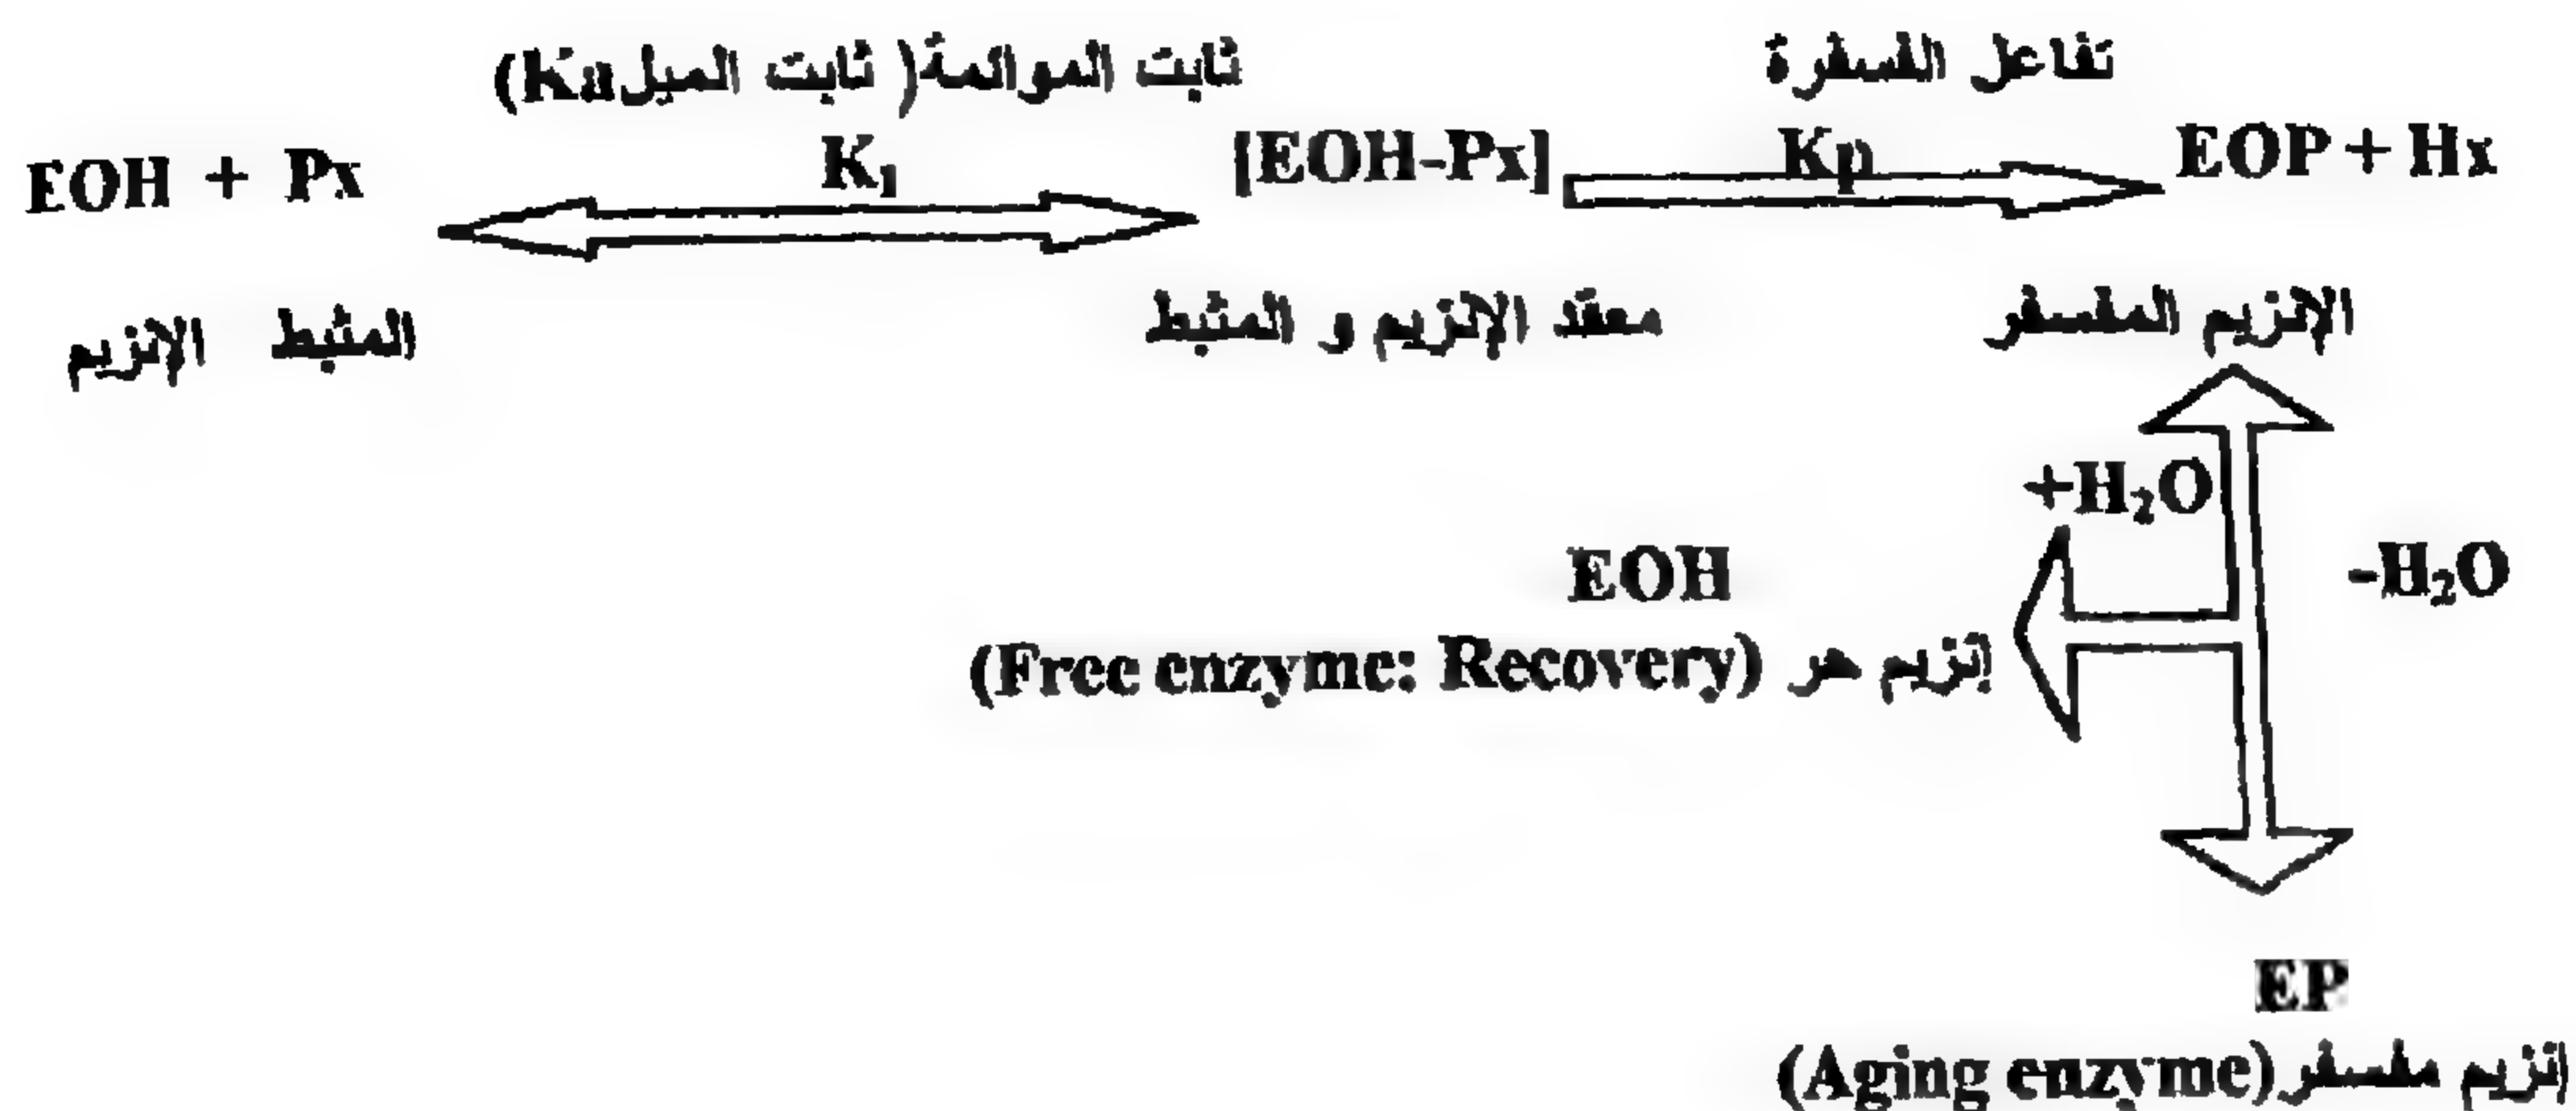 ثابت الموائمة( ثابت الميلKa) تفاعل الفسفرة
EOH + Px K₁ [EOH-Px] Kp EOP + Hx
المثبط الإنزيم معقد الإنزيم و المثبط الإنزيم المفسفر
+H₂O
EOH -H₂O
(Free enzyme: Recovery) إنزيم حر
EP
إنزيم مفسفر(Aging enzyme)